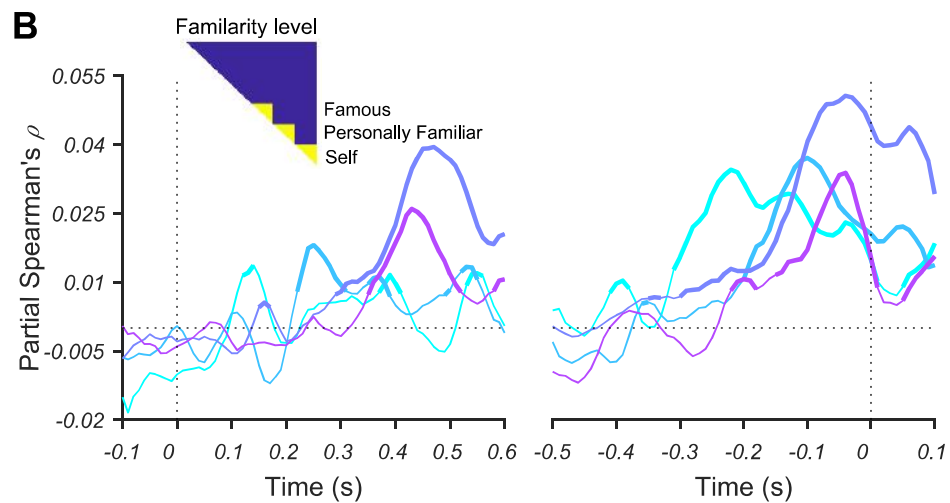 B
Familarity level
Famous
Personally Familiar
Self
Partial Spearman's ρ
0.055
0.04
0.025
0.01
-0.005
-0.02
-0.1 0 0.1 0.2 0.3 0.4 0.5 0.6
Time (s)
-0.5 -0.4 -0.3 -0.2 -0.1 0 0.1
Time (s)